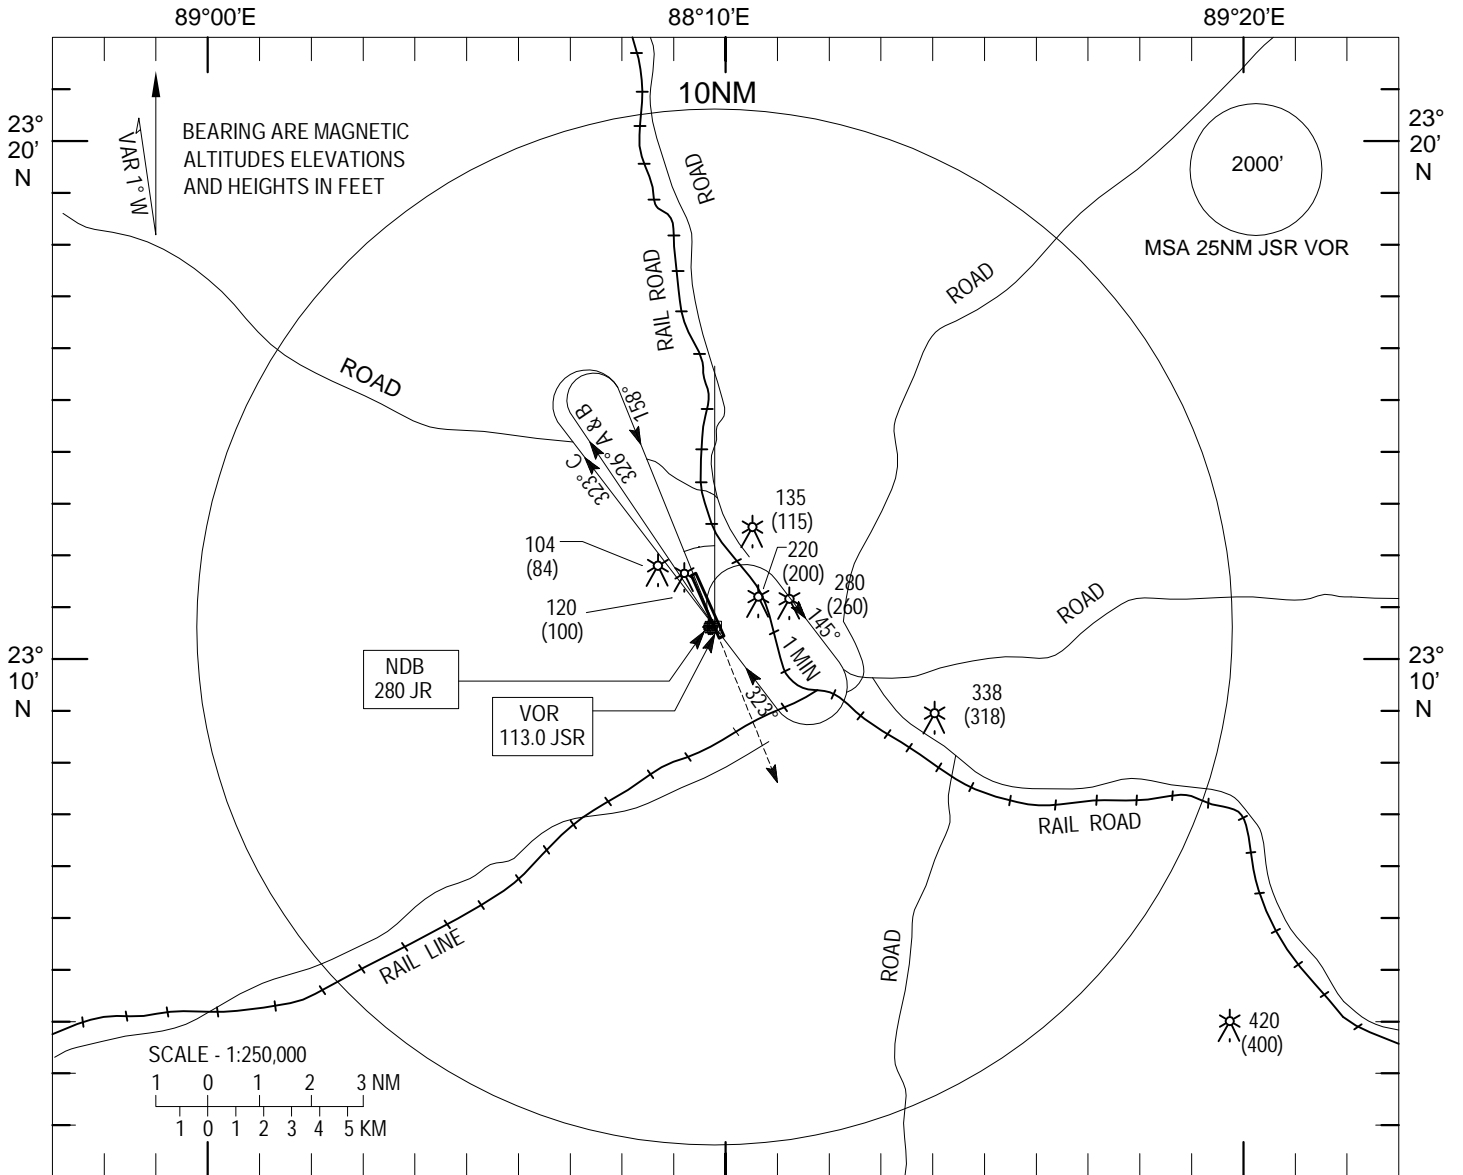 89°00'E
88°10'E
89°20'E
10NM
23°
20'
N
23°
20'
N
VAR 1° W
BEARING ARE MAGNETIC
ALTITUDES ELEVATIONS
AND HEIGHTS IN FEET
2000'
MSA 25NM JSR VOR
ROAD
RAIL ROAD
ROAD
ROAD
158°
326° A & B
323° C
135
(115)
104
(84)
220
(200)
280
(260)
120
(100)
145°
1 MIN
ROAD
NDB
280 JR
23°
10'
N
23°
10'
N
323°
VOR
113.0 JSR
338
(318)
RAIL ROAD
RAIL LINE
ROAD
420
(400)
SCALE - 1:250,000
1 0 1 2 3 NM
1 0 1 2 3 4 5 KM